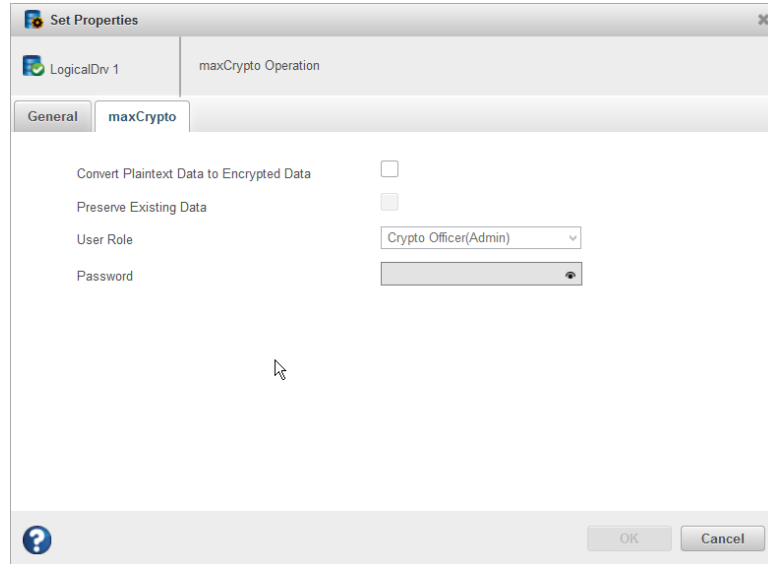 Set Properties
LogicalDrv 1
maxCrypto Operation
General
maxCrypto
Convert Plaintext Data to Encrypted Data
Preserve Existing Data
User Role
Crypto Officer(Admin)
Password
?
OK
Cancel